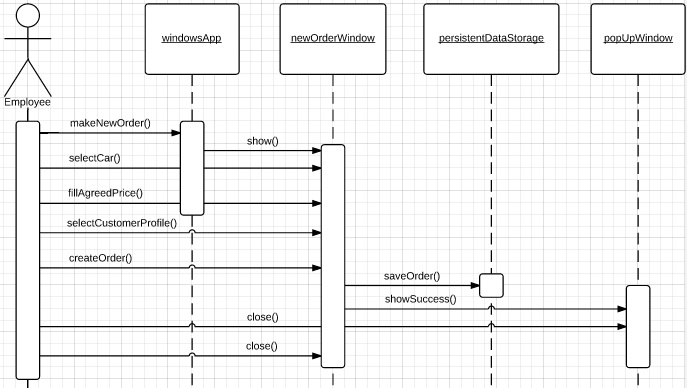 windowsApp
newOrderWindow
persistentDataStorage
popUpWindow
Employee
makeNewOrder()
show()
selectCar()
fillAgreedPrice()
selectCustomerProfile()
createOrder()
saveOrder()
showSuccess()
close()
close()